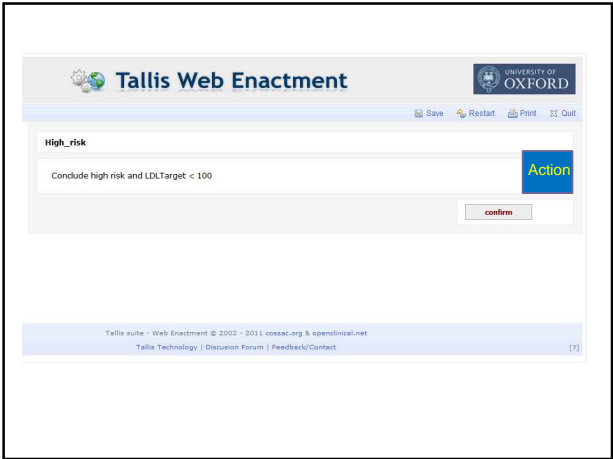 Tallis Web Enactment
UNIVERSITY OF
OXFORD
Save Restart Print Quit
High_risk
Conclude high risk and LDLTarget < 100
Action
confirm
Tallis suite - Web Enactment © 2002 - 2011 cossac.org & openclinical.net
Tallis Technology | Discusion Forum | Feedback/Contact
[?]